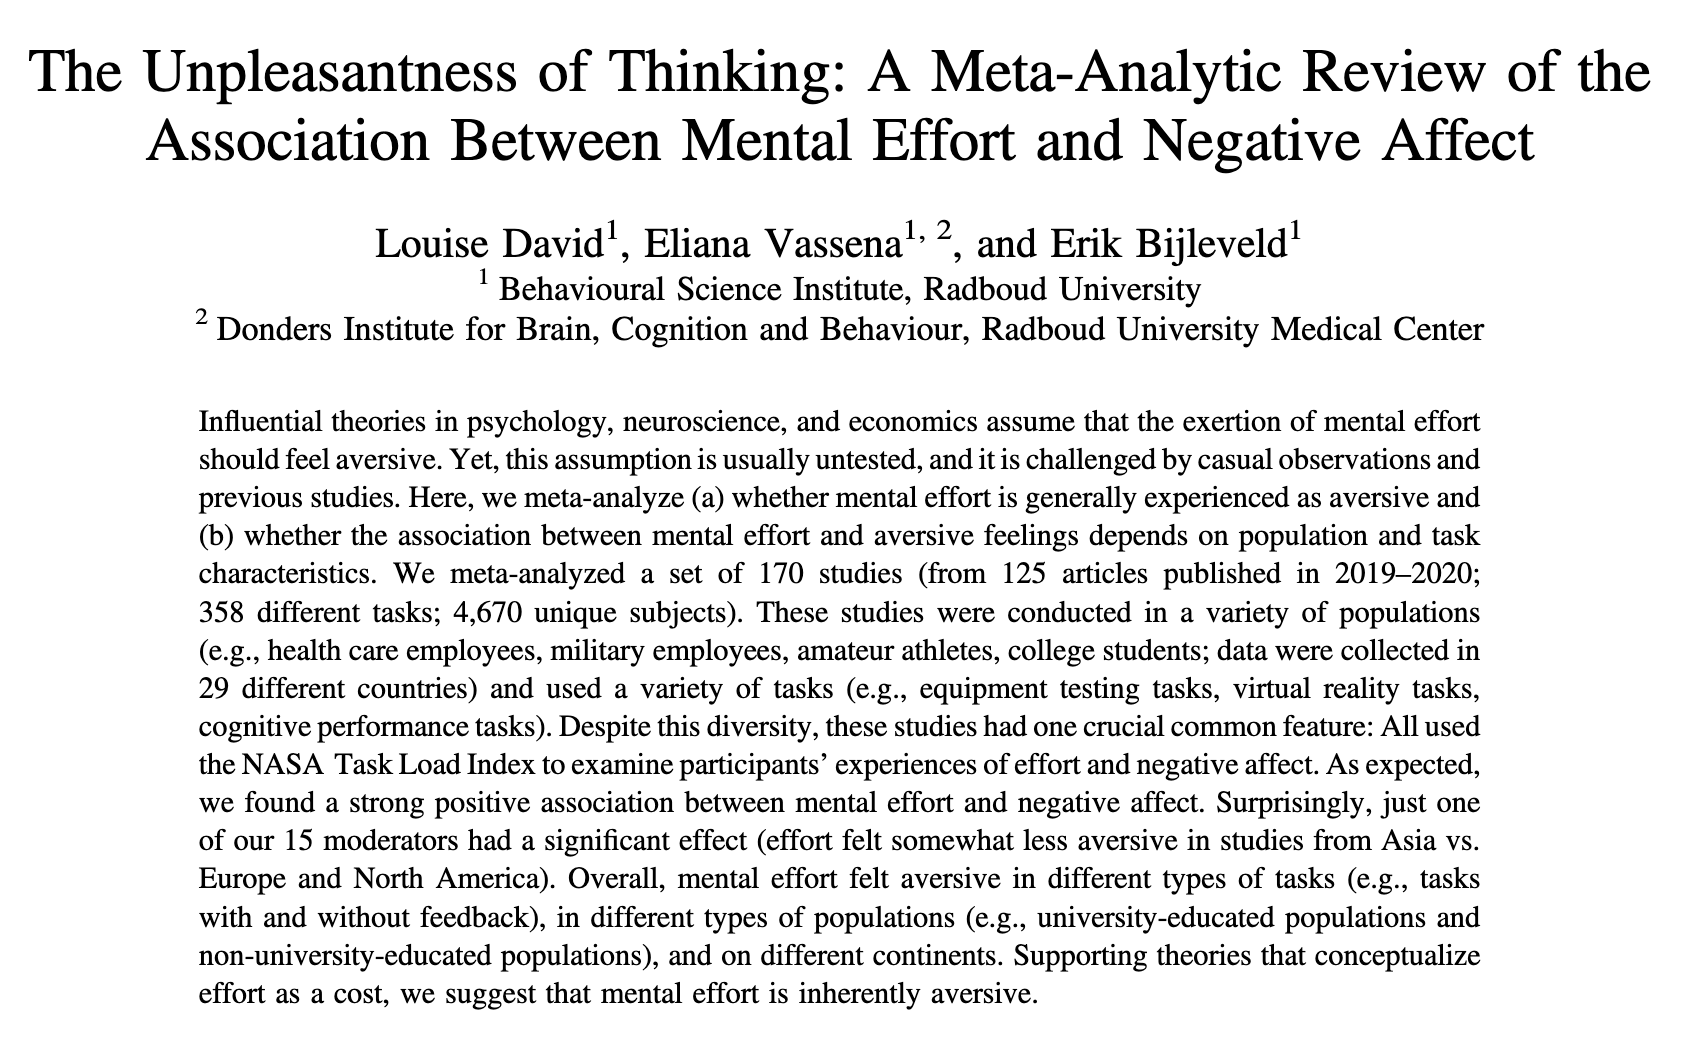 The Unpleasantness of Thinking: A Meta-Analytic Review of the
Association Between Mental Effort and Negative Affect
Louise David1, Eliana Vassena1, 2, and Erik Bijleveld1
1 Behavioural Science Institute, Radboud University
2 Donders Institute for Brain, Cognition and Behaviour, Radboud University Medical Center
Influential theories in psychology, neuroscience, and economics assume that the exertion of mental effort
should feel aversive. Yet, this assumption is usually untested, and it is challenged by casual observations and
previous studies. Here, we meta-analyze (a) whether mental effort is generally experienced as aversive and
(b) whether the association between mental effort and aversive feelings depends on population and task
characteristics. We meta-analyzed a set of 170 studies (from 125 articles published in 2019–2020;
358 different tasks; 4,670 unique subjects). These studies were conducted in a variety of populations
(e.g., health care employees, military employees, amateur athletes, college students; data were collected in
29 different countries) and used a variety of tasks (e.g., equipment testing tasks, virtual reality tasks,
cognitive performance tasks). Despite this diversity, these studies had one crucial common feature: All used
the NASA Task Load Index to examine participants’ experiences of effort and negative affect. As expected,
we found a strong positive association between mental effort and negative affect. Surprisingly, just one
of our 15 moderators had a significant effect (effort felt somewhat less aversive in studies from Asia vs.
Europe and North America). Overall, mental effort felt aversive in different types of tasks (e.g., tasks
with and without feedback), in different types of populations (e.g., university-educated populations and
non-university-educated populations), and on different continents. Supporting theories that conceptualize
effort as a cost, we suggest that mental effort is inherently aversive.